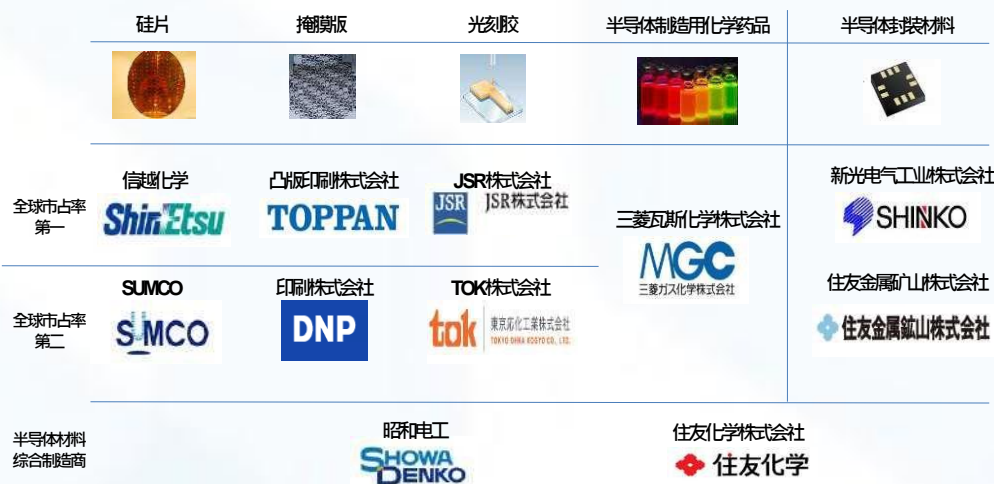 硅片
掩膜版
光刻胶
半导体制造用化学药品
半导体封装材料
全球市占率
第一
信越化学
ShinEtsu
凸版印刷株式会社
TOPPAN
JSR株式会社
JSR
JSR株式会社
三菱瓦斯化学株式会社
MGC
三菱ガス化学株式会社
新光电气工业株式会社
SHINKO
全球市占率
第二
SUMCO
SUMCO
印刷株式会社
DNP
TOK株式会社
tok
東京応化工業株式会社
TOKYO OHKA KOGYO CO., LTD.
住友金属矿山株式会社
住友金属鉱山株式会社
半导体材料
综合制造商
昭和电工
SHOWA
DENKO
住友化学株式会社
住友化学